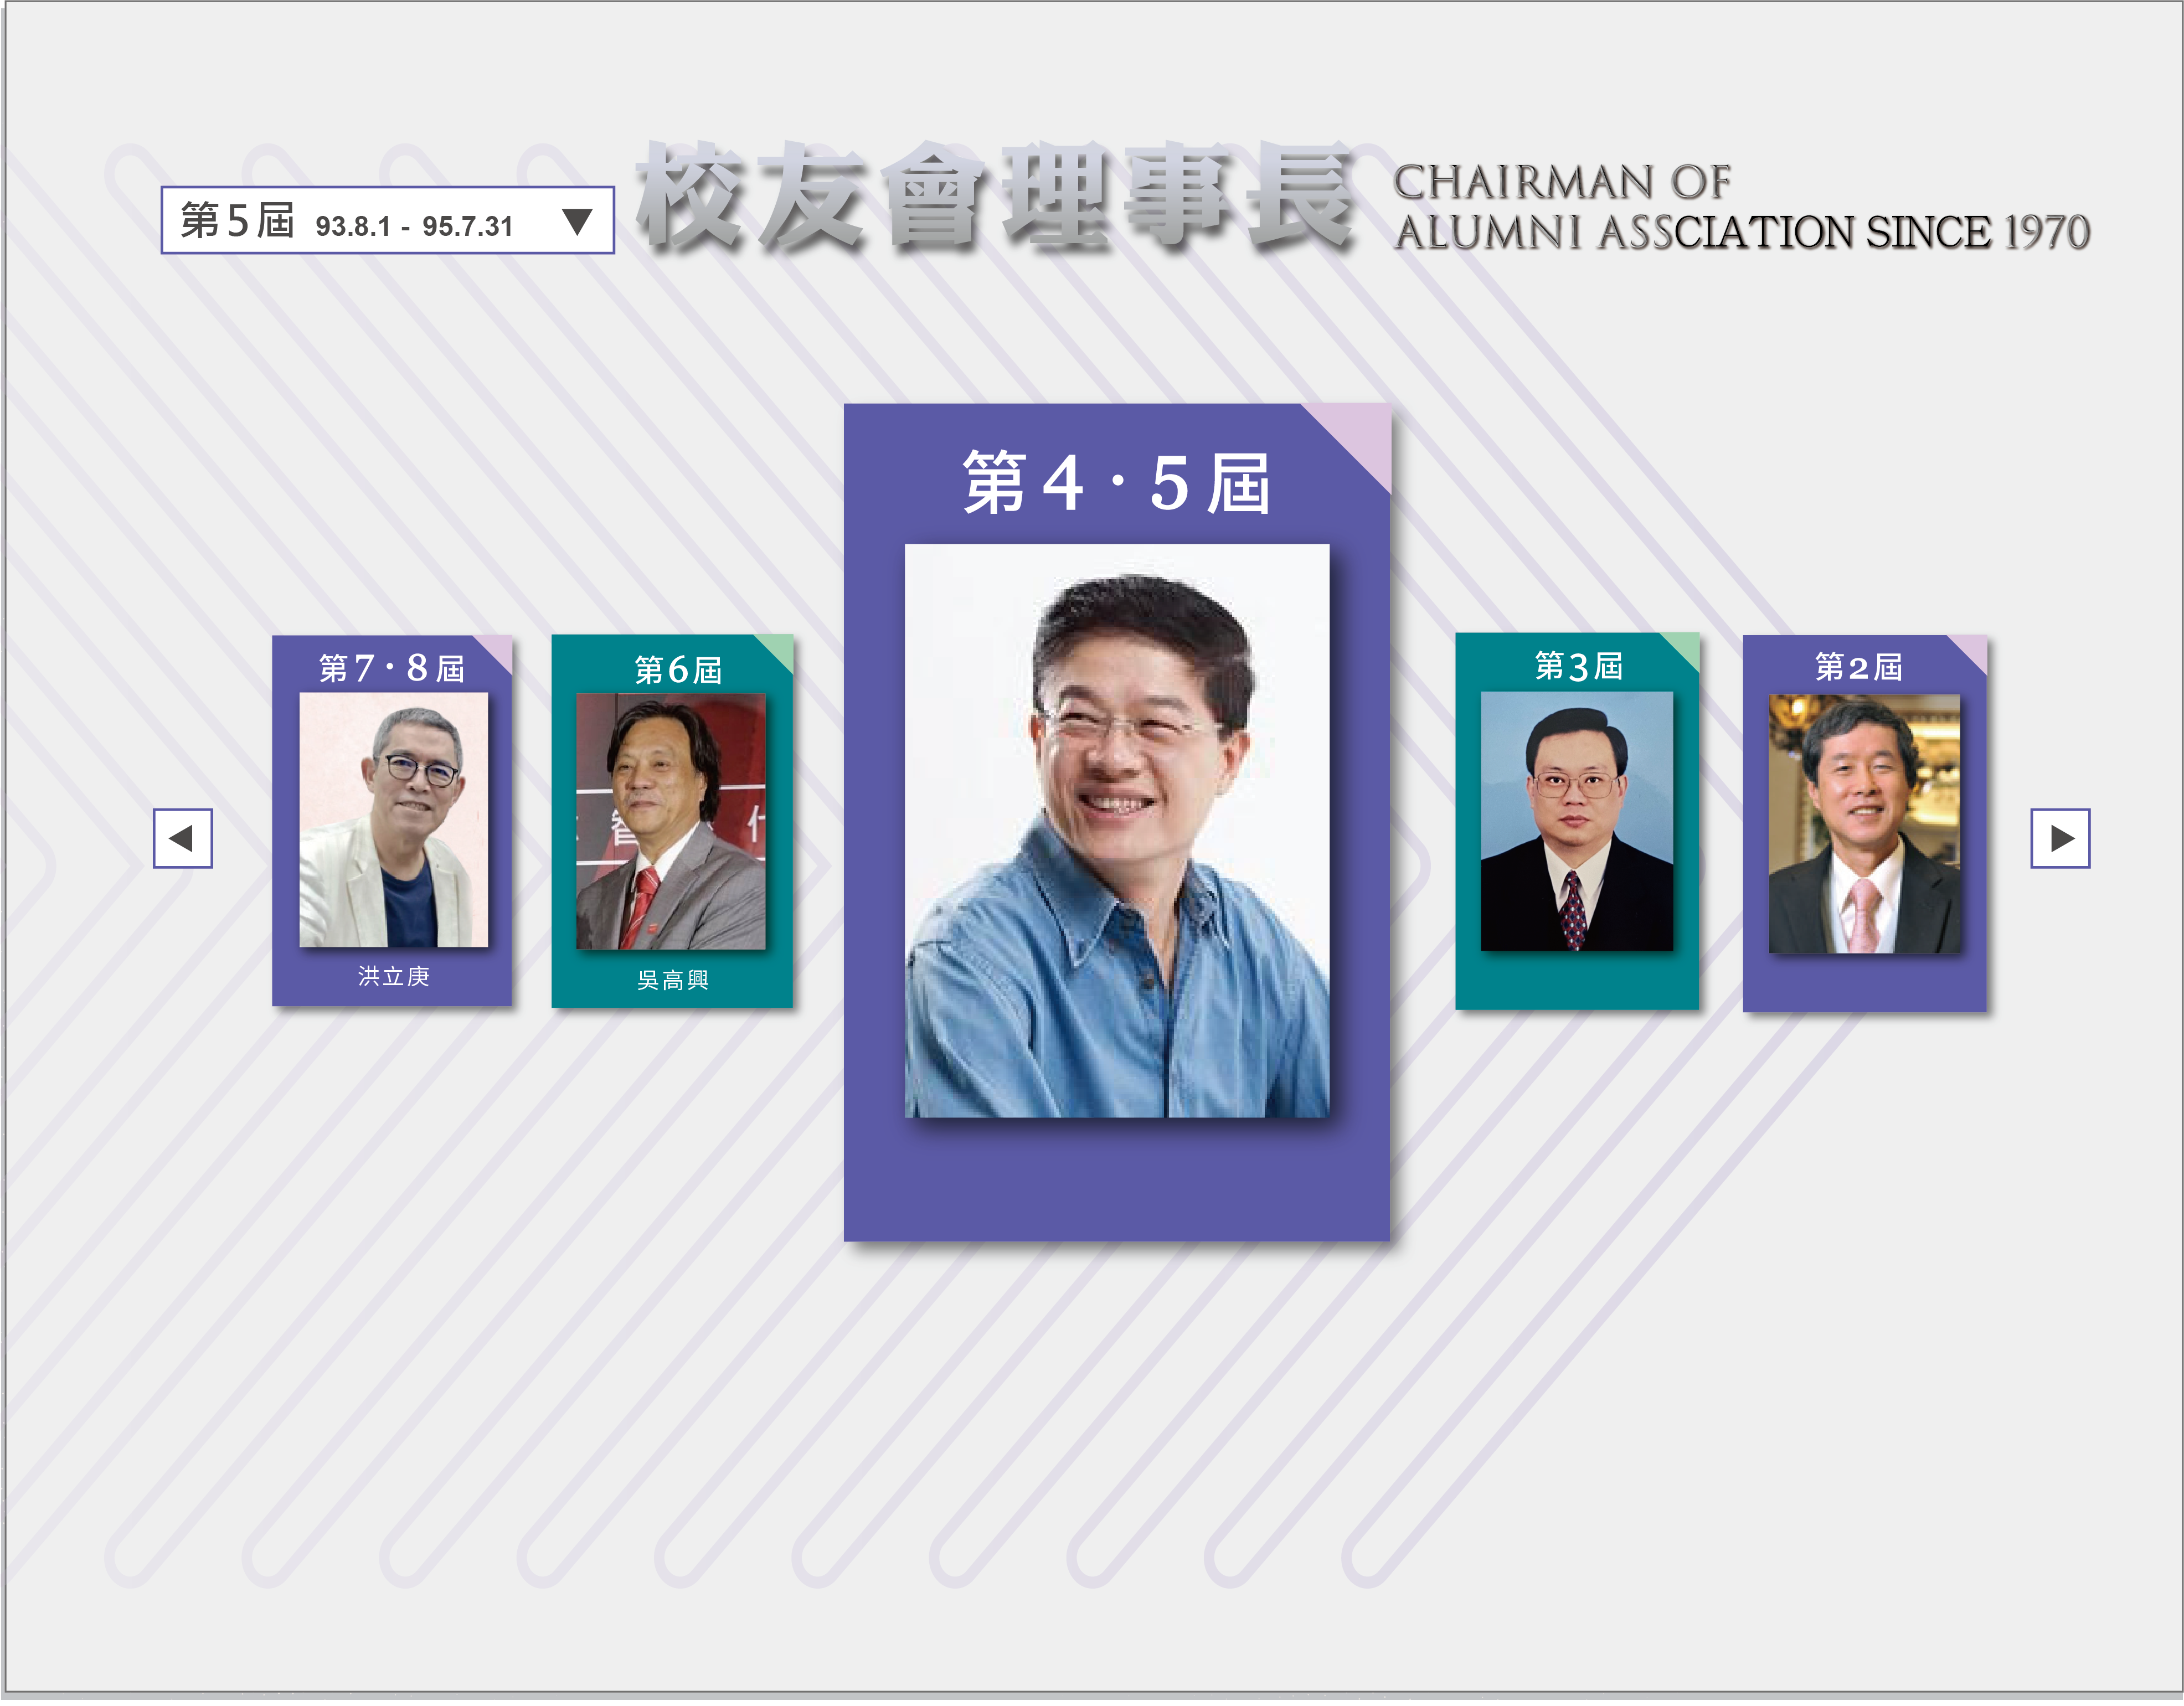 校友會理事長
CHAIRMAN OF
ALUMNI ASSCIATION SINCE 1970
第5屆 93.8.1 - 95.7.31 ▼
第7·8屆
洪立庚
第6屆
吳高興
第4·5屆
第3屆
第2屆